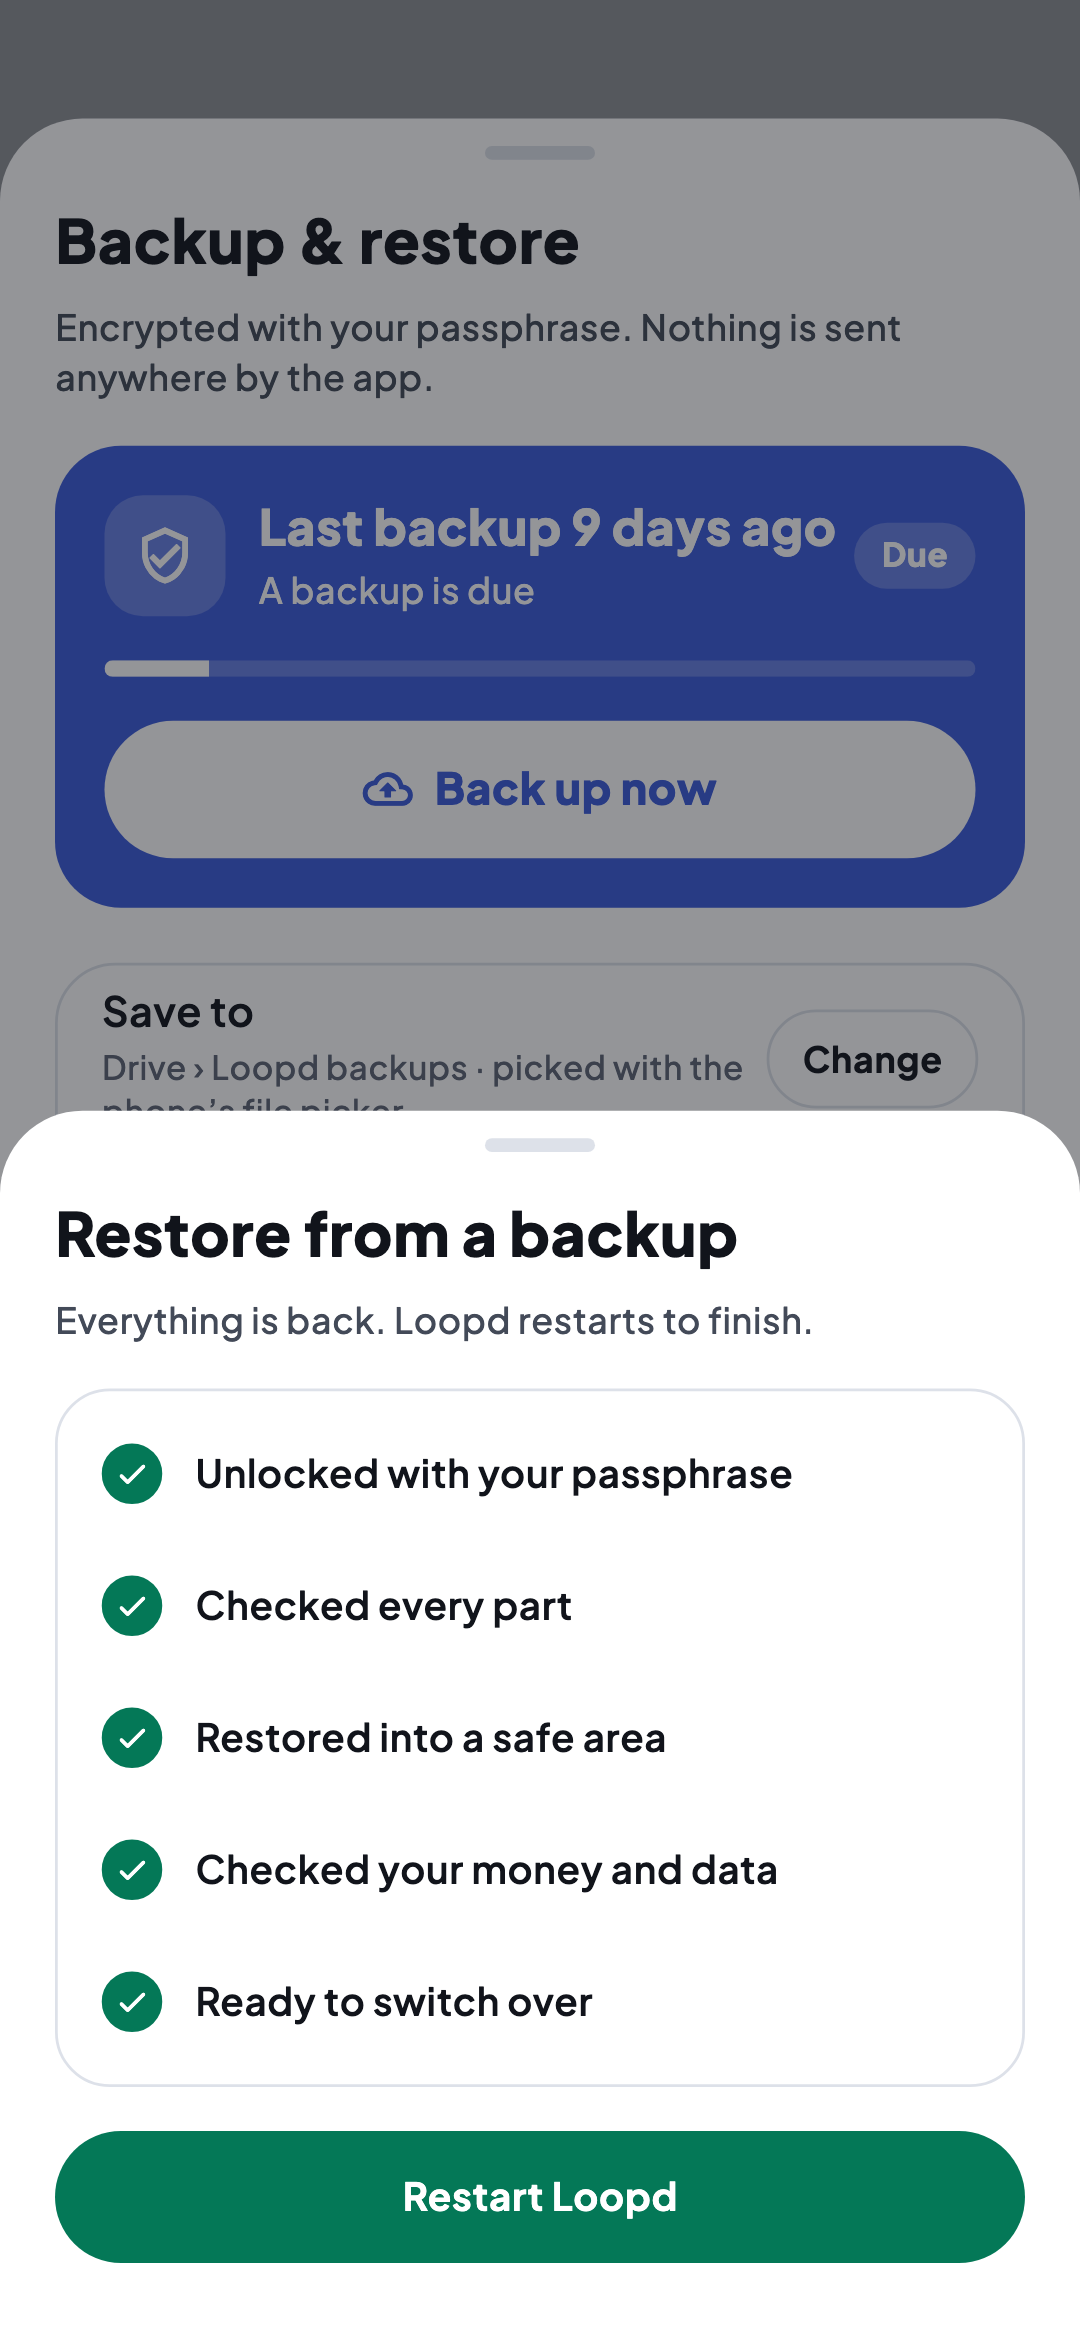 Backup & restore
Encrypted with your passphrase. Nothing is sent
anywhere by the app.
Last backup 9 days ago
Due
A backup is due
Back up now
Save to
Drive › Loopd backups · picked with the
Change
phone’s file picker
Restore from a backup
Everything is back. Loopd restarts to finish.
Unlocked with your passphrase
Checked every part
Restored into a safe area
Checked your money and data
Ready to switch over
Restart Loopd